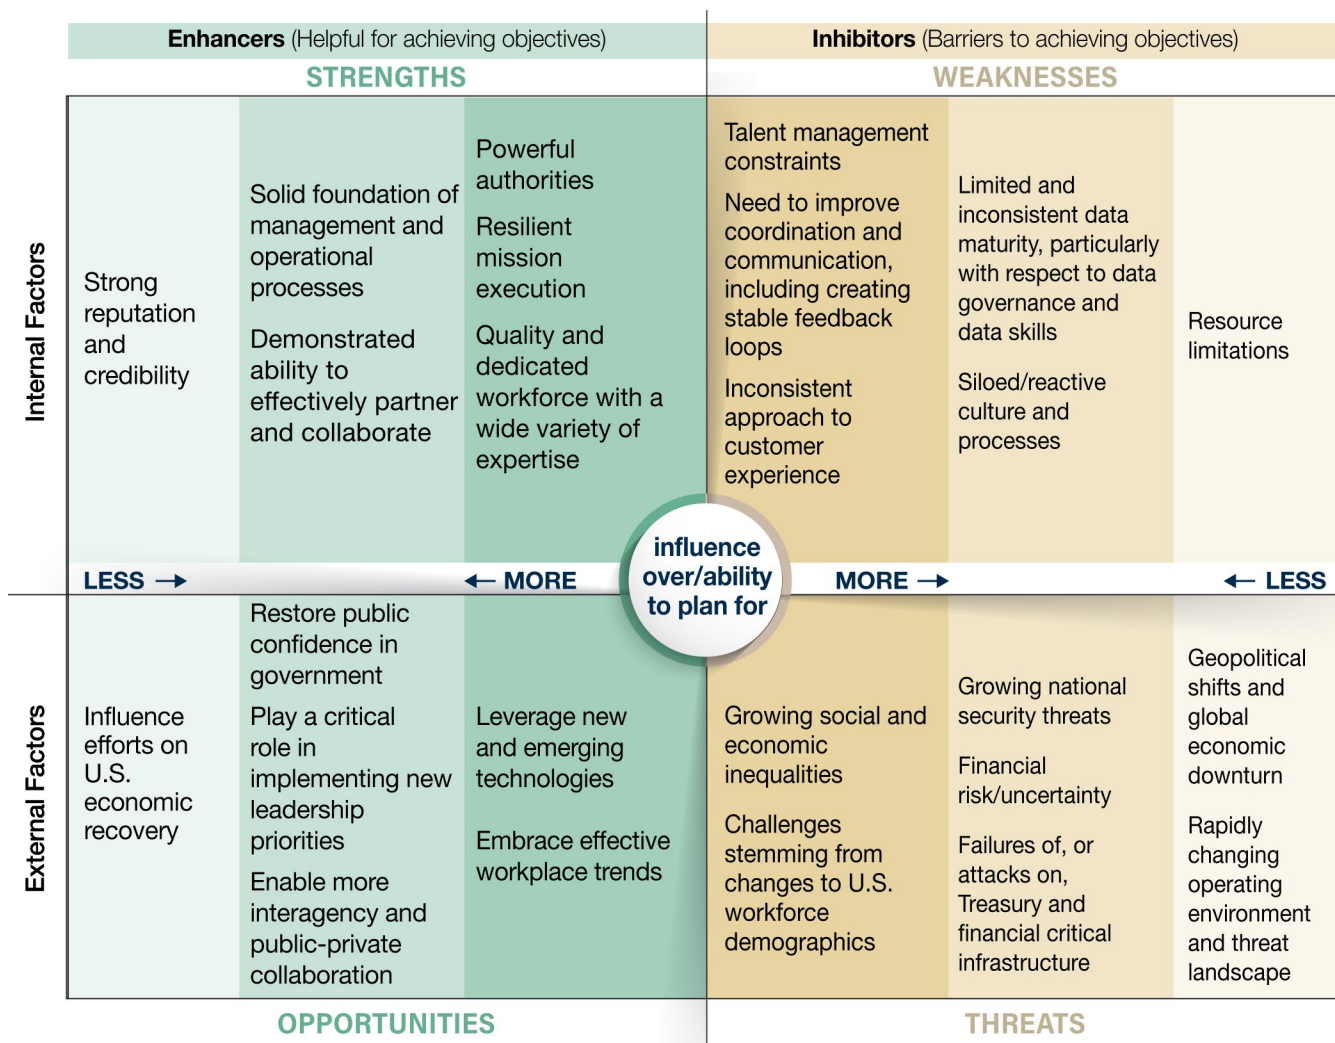 Enhancers (Helpful for achieving objectives)
Inhibitors (Barriers to achieving objectives)
STRENGTHS
WEAKNESSES
Internal Factors
Strong
reputation
and
credibility
Solid foundation of
management and
operational
processes
Demonstrated
ability to
effectively partner
and collaborate
Powerful
authorities
Resilient
mission
execution
Quality and
dedicated
workforce with a
wide variety of
expertise
Talent management
constraints
Need to improve
coordination and
communication,
including creating
stable feedback
loops
Inconsistent
approach to
customer
experience
Limited and
inconsistent data
maturity, particularly
with respect to data
governance and
data skills
Siloed/reactive
culture and
processes
Resource
limitations
LESS →
← MORE
influence
over/ability
to plan for
MORE →
← LESS
External Factors
Influence
efforts on
U.S.
economic
recovery
Restore public
confidence in
government
Play a critical
role in
implementing new
leadership
priorities
Enable more
interagency and
public-private
collaboration
Leverage new
and emerging
technologies
Embrace effective
workplace trends
Growing social and
economic
inequalities
Challenges
stemming from
changes to U.S.
workforce
demographics
Growing national
security threats
Financial
risk/uncertainty
Failures of, or
attacks on,
Treasury and
financial critical
infrastructure
Geopolitical
shifts and
global
economic
downturn
Rapidly
changing
operating
environment
and threat
landscape
OPPORTUNITIES
THREATS